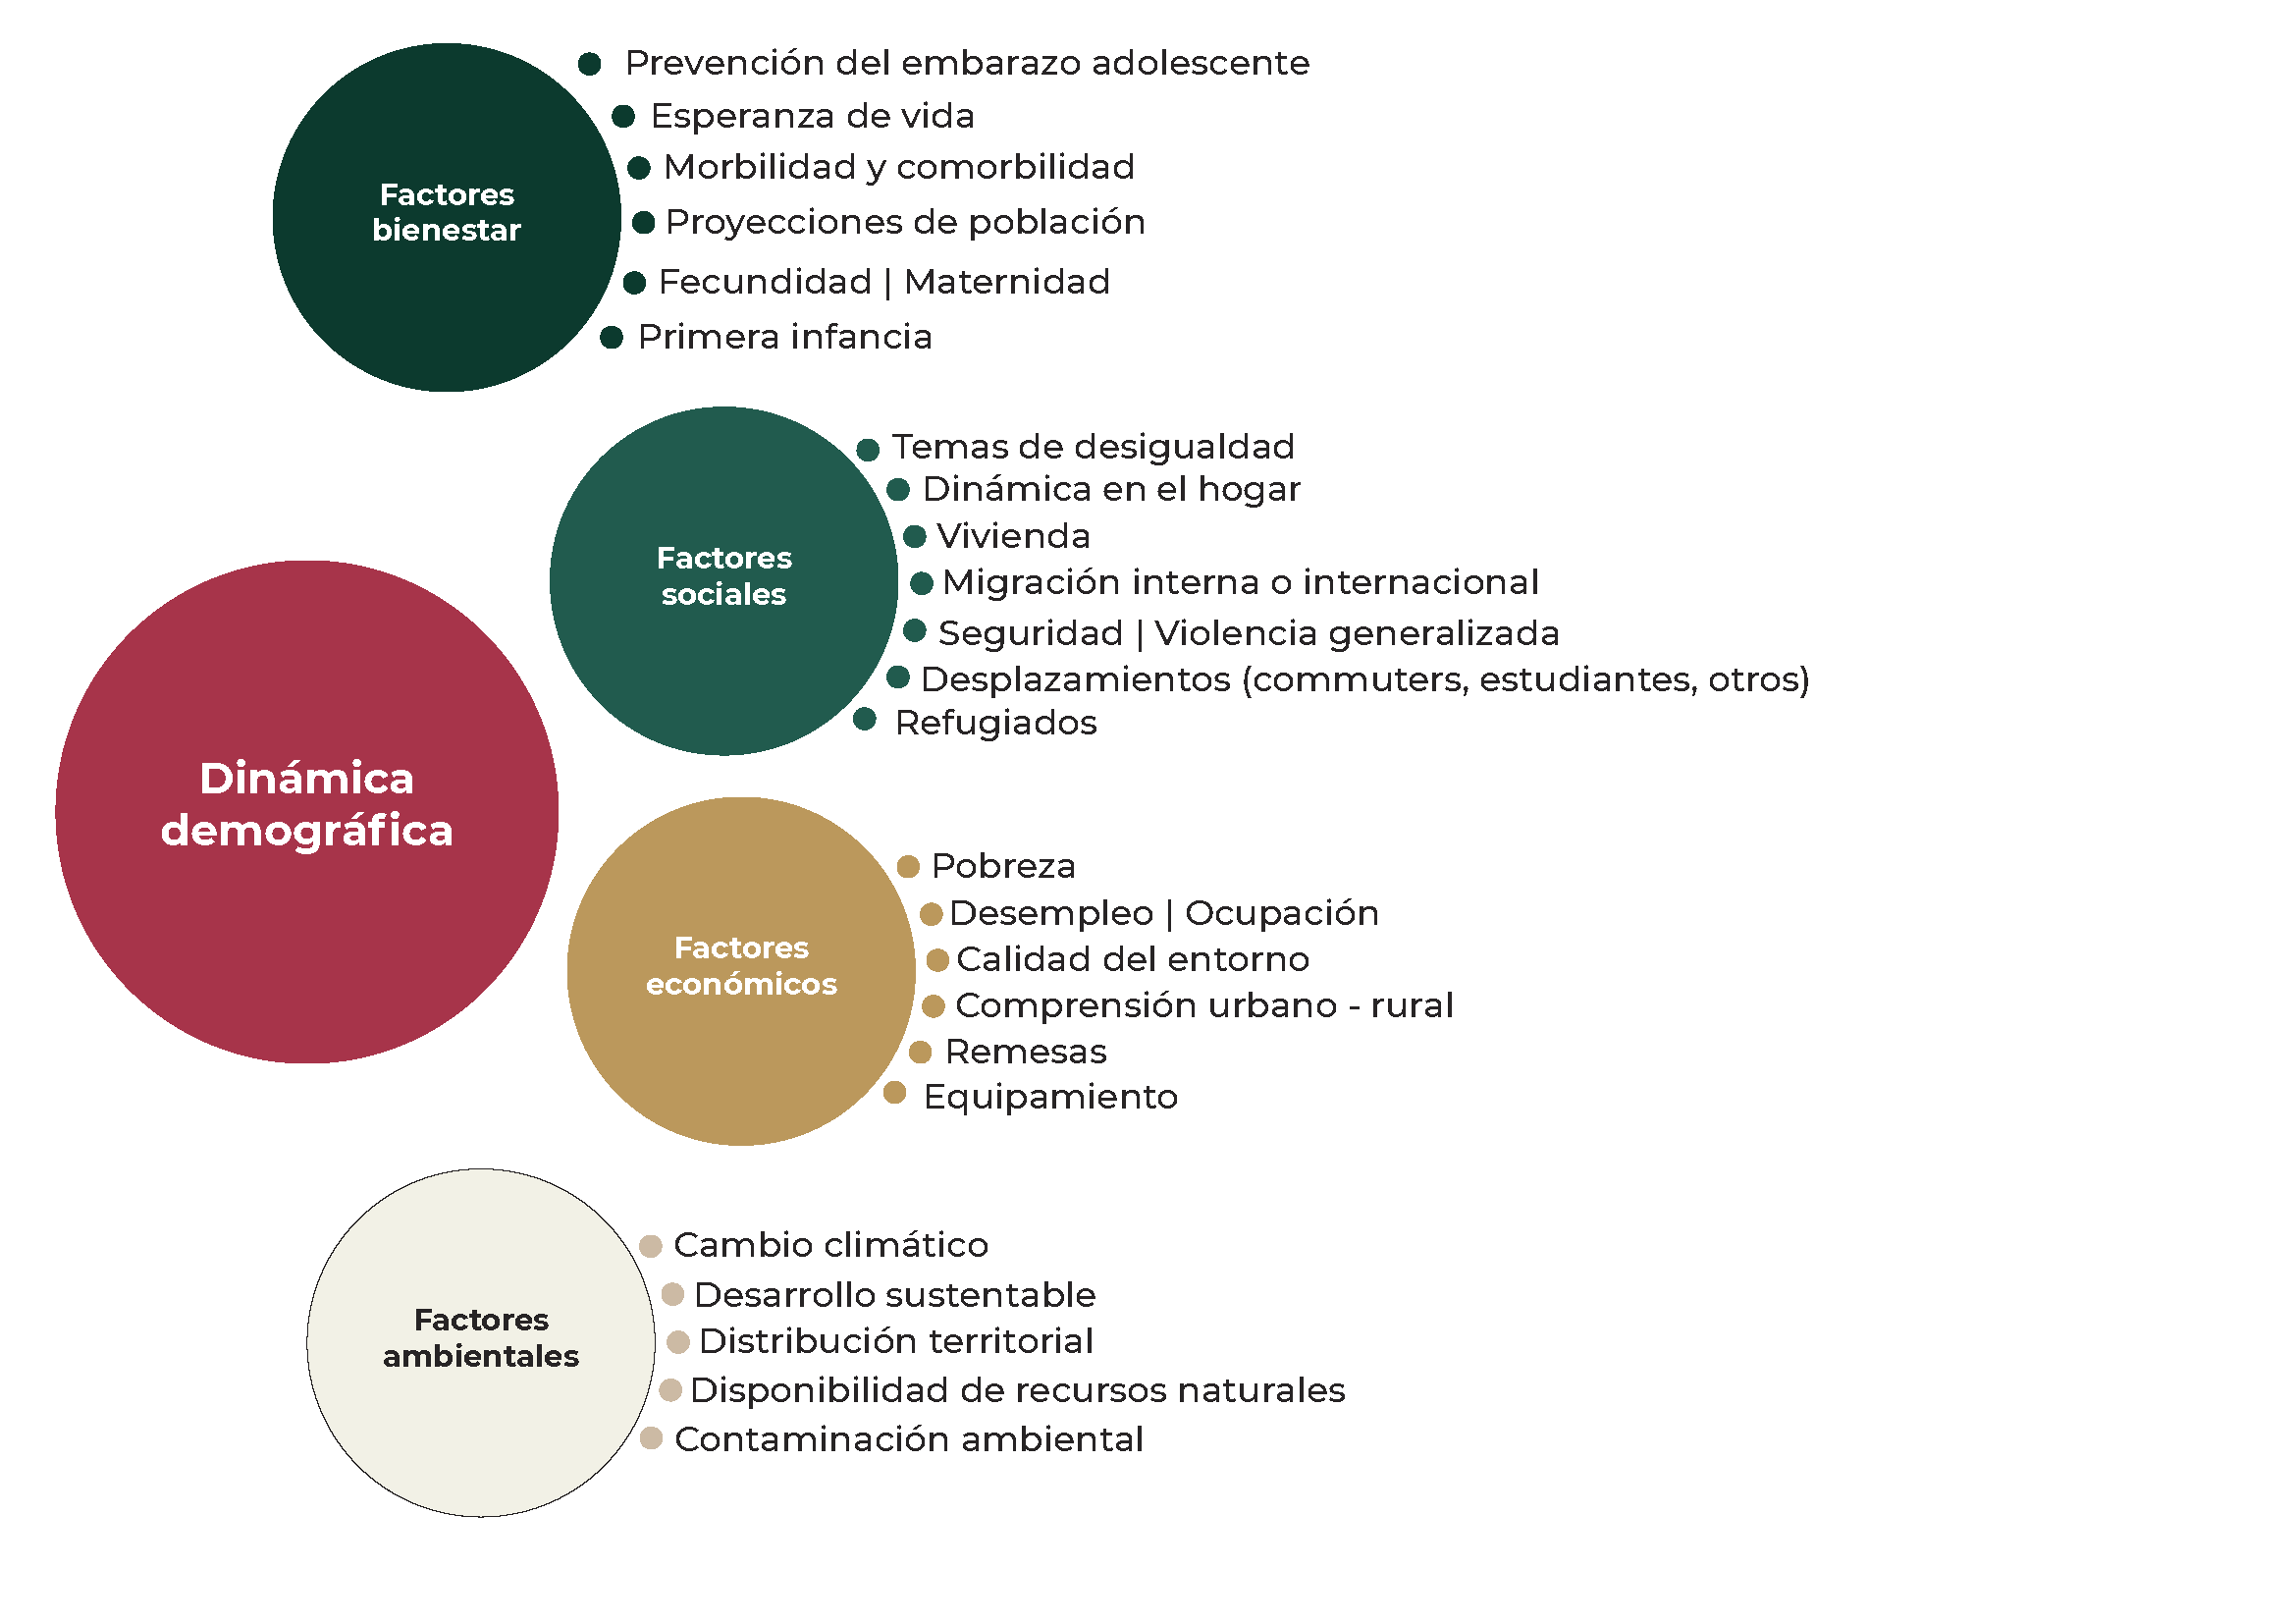 Prevención del embarazo adolescente
Esperanza de vida
Morbilidad y comorbilidad
Factores
bienestar
Proyecciones de población
Fecundidad | Maternidad
Primera infancia
Temas de desigualdad
Dinámica en el hogar
Vivienda
Factores
sociales
Migración interna o internacional
Seguridad | Violencia generalizada
Desplazamientos (commuters, estudiantes, otros)
Refugiados
Dinámica
demográfica
Pobreza
Desempleo | Ocupación
Factores
económicos
Calidad del entorno
Comprensión urbano - rural
Remesas
Equipamiento
Cambio climático
Desarrollo sustentable
Factores
ambientales
Distribución territorial
Disponibilidad de recursos naturales
Contaminación ambiental